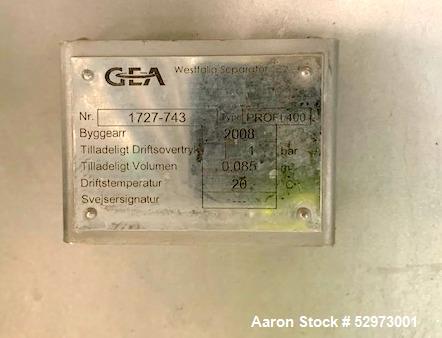 GEA Westfalia Separator
Nr. 1727-743 Type PROFI 400
Byggearr 2008
Tilladeligt Driftsovertryk 1 bar
Tilladeligt Volumen 0.085
Driftstemperatur 20
Svejsersignatur
Aaron Stock # 52973001